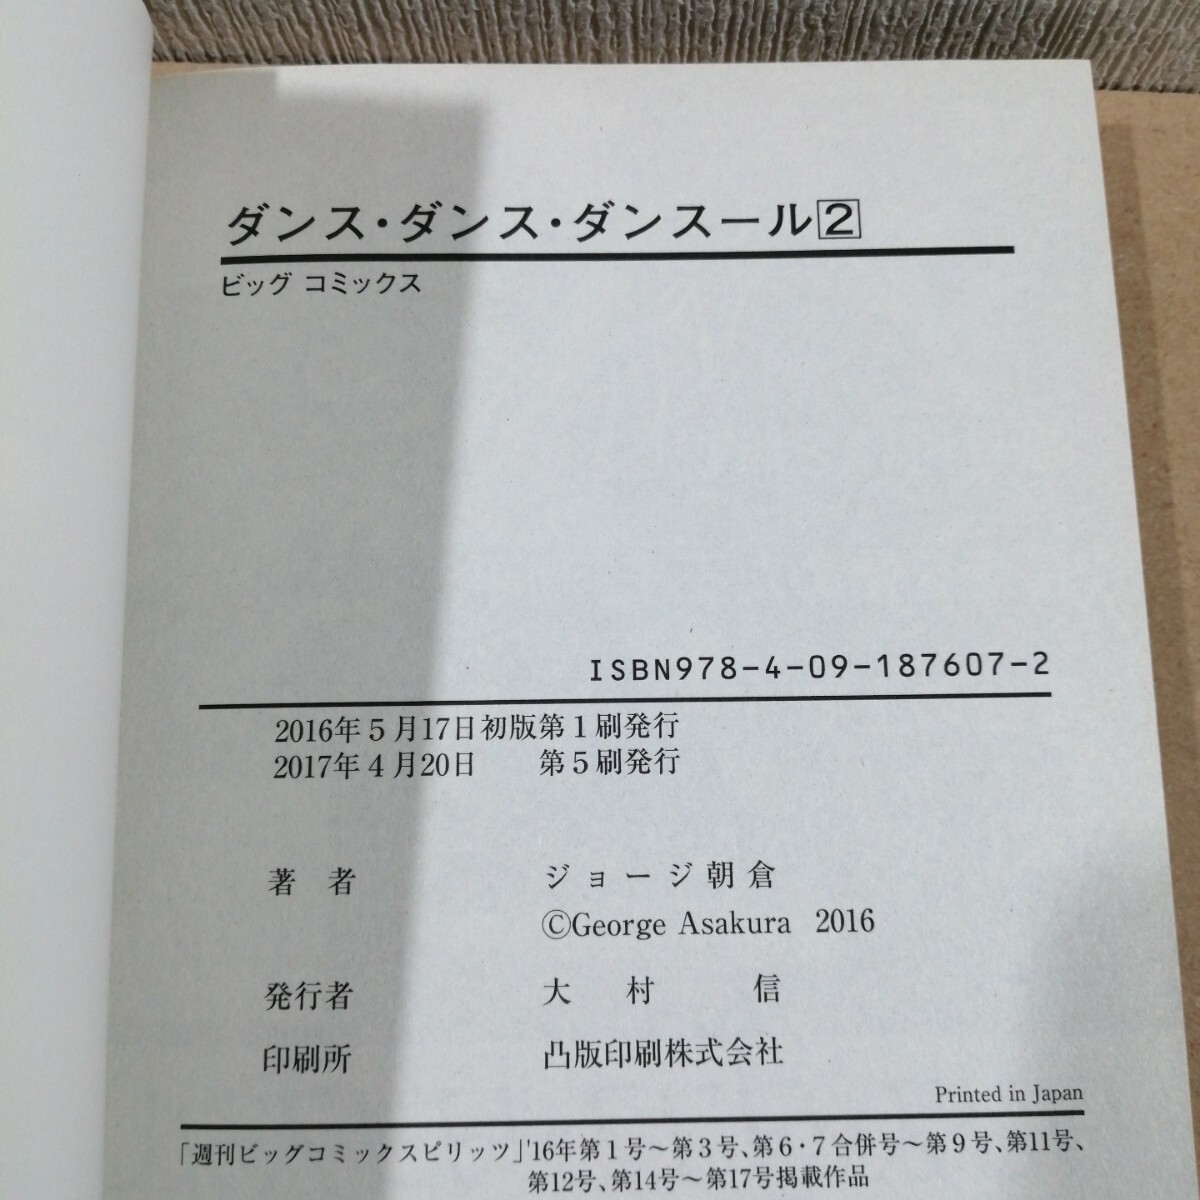 ダンス・ダンス・ダンスール2
ビッグ コミックス
ISBN978-4-09-187607-2
2016年5月17日初版第1刷発行
2017年4月20日 第5刷発行
著者 ジョージ朝倉
©George Asakura 2016
発行者 大村 信
印刷所 凸版印刷株式会社
Printed in Japan
「週刊ビッグコミックスピリッツ」'16年第1号～第3号、第6・7合併号～第9号、第11号、
第12号、第14号～第17号掲載作品